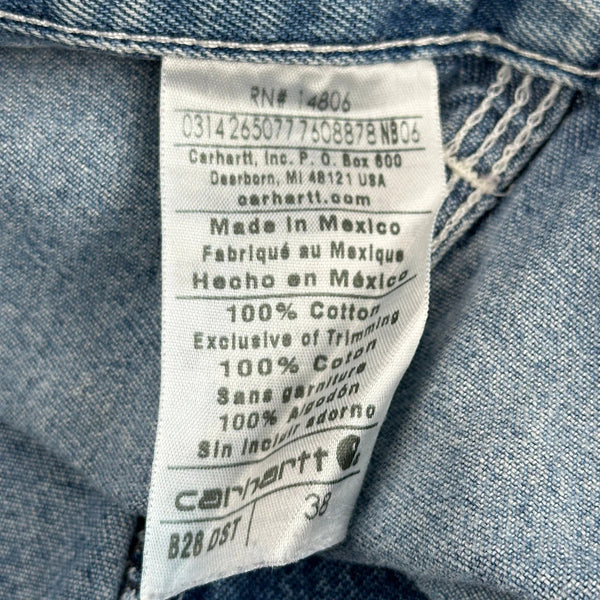 RN# 14806
0314265077760887​8NB06
Carhartt, Inc. P. O. Box 600
Dearborn, MI 48121 USA
carhartt.com
Made in Mexico
Fabriqué au Mexique
Hecho en México
100% Cotton
Exclusive of Trimming
100% Coton
Sans garniture
100% Algodón
Sin incluir adorno
carhartt
B28 DST 38